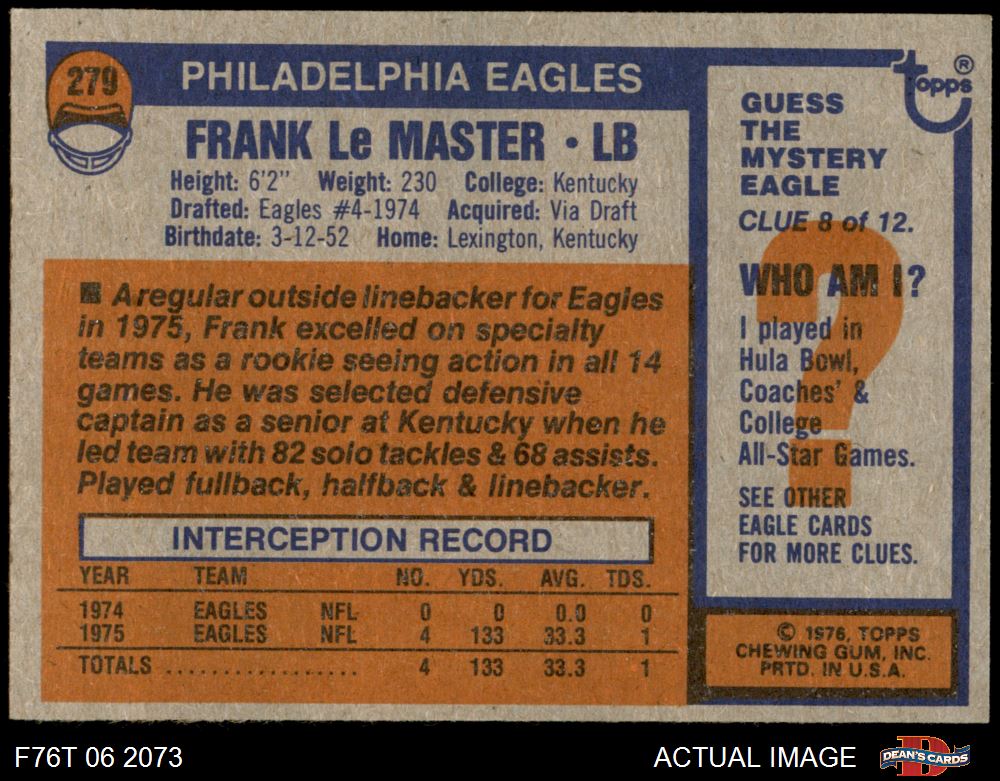 279
PHILADELPHIA EAGLES
FRANK Le MASTER • LB
Height: 6'2" Weight: 230 College: Kentucky
Drafted: Eagles #4-1974 Acquired: Via Draft
Birthdate: 3-12-52 Home: Lexington, Kentucky
■ A regular outside linebacker for Eagles
in 1975, Frank excelled on specialty
teams as a rookie seeing action in all 14
games. He was selected defensive
captain as a senior at Kentucky when he
led team with 82 solo tackles & 68 assists.
Played fullback, halfback & linebacker.
INTERCEPTION RECORD
YEAR TEAM NO. YDS. AVG. TDS.
1974 EAGLES NFL 0 0 0.0 0
1975 EAGLES NFL 4 133 33.3 1
TOTALS ................ 4 133 33.3 1
topps®
GUESS
THE
MYSTERY
EAGLE
CLUE 8 of 12.
WHO AM I?
I played in
Hula Bowl,
Coaches' &
College
All-Star Games.
SEE OTHER
EAGLE CARDS
FOR MORE CLUES.
© 1976, TOPPS
CHEWING GUM, INC.
PRTD. IN U.S.A.
F76T 06 2073
ACTUAL IMAGE
DEAN'S CARDS